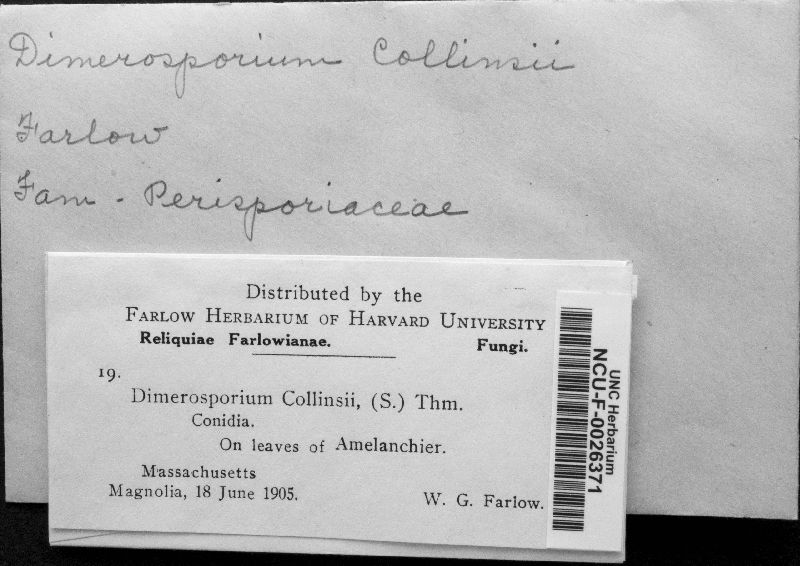 Dimerosporium Collinsii
Farlow
Fam - Perisporiaceae
Distributed by the
FARLOW HERBARIUM OF HARVARD UNIVERSITY
Reliquiae Farlowianae. Fungi.
19.
Dimerosporium Collinsii, (S.) Thm.
Conidia.
On leaves of Amelanchier.
Massachusetts
Magnolia, 18 June 1905. W. G. Farlow.
UNC Herbarium
NCU-F-0026371